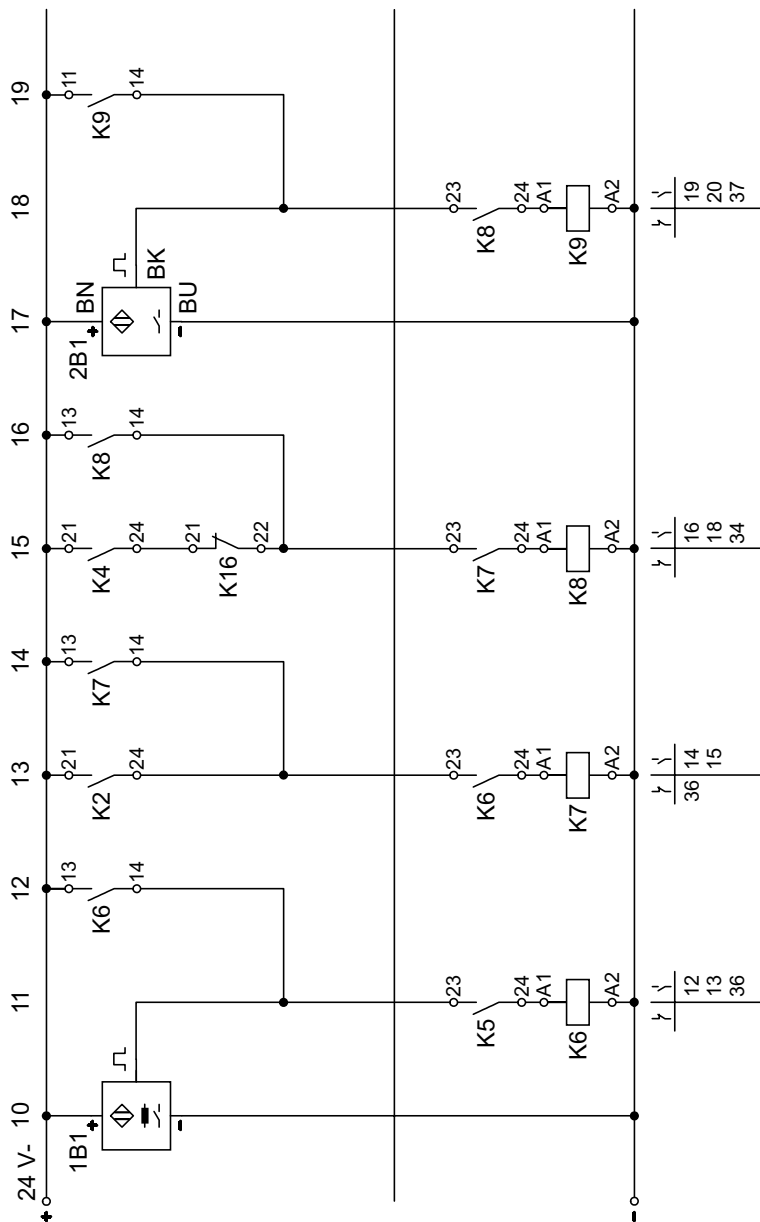 24 V- 10 11 12 13 14 15 16 17 18 19
+
13 21 13 21 13 BN 11
1B1 + K6 K2 K7 K4 K8 2B1 + K9
14 24 14 24 14 BK 14
- - BU
21
K16
22
23 23 23 23
K5 K6 K7 K8
24 24 24 24
A1 A1 A1 A1
K6 K7 K8 K9
A2 A2 A2 A2
-
12 36 14 16 19
13 15 18 20
36 34 37